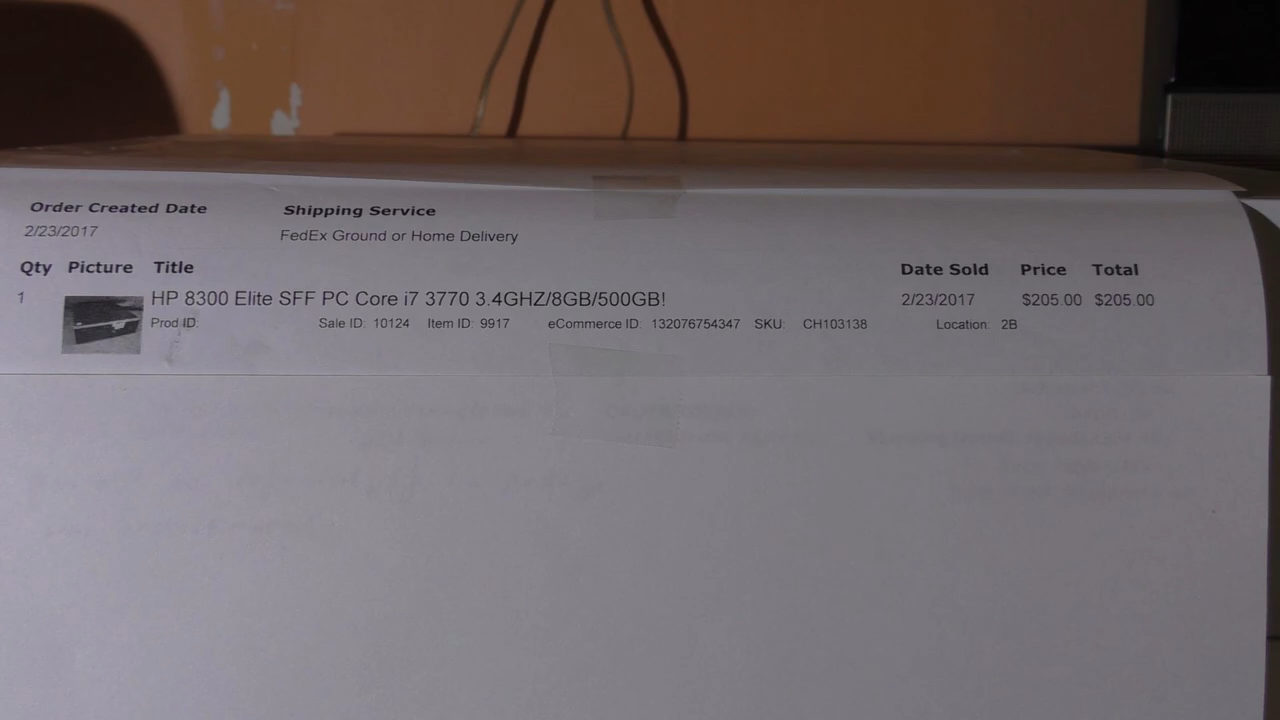 Order Created Date Shipping Service
2/23/2017 FedEx Ground or Home Delivery
Qty Picture Title Date Sold Price Total
1 HP 8300 Elite SFF PC Core i7 3770 3.4GHZ/8GB/500GB! 2/23/2017 $205.00 $205.00
Prod ID: Sale ID: 10124 Item ID: 9917 eCommerce ID: 132076754347 SKU: CH103138 Location: 2B